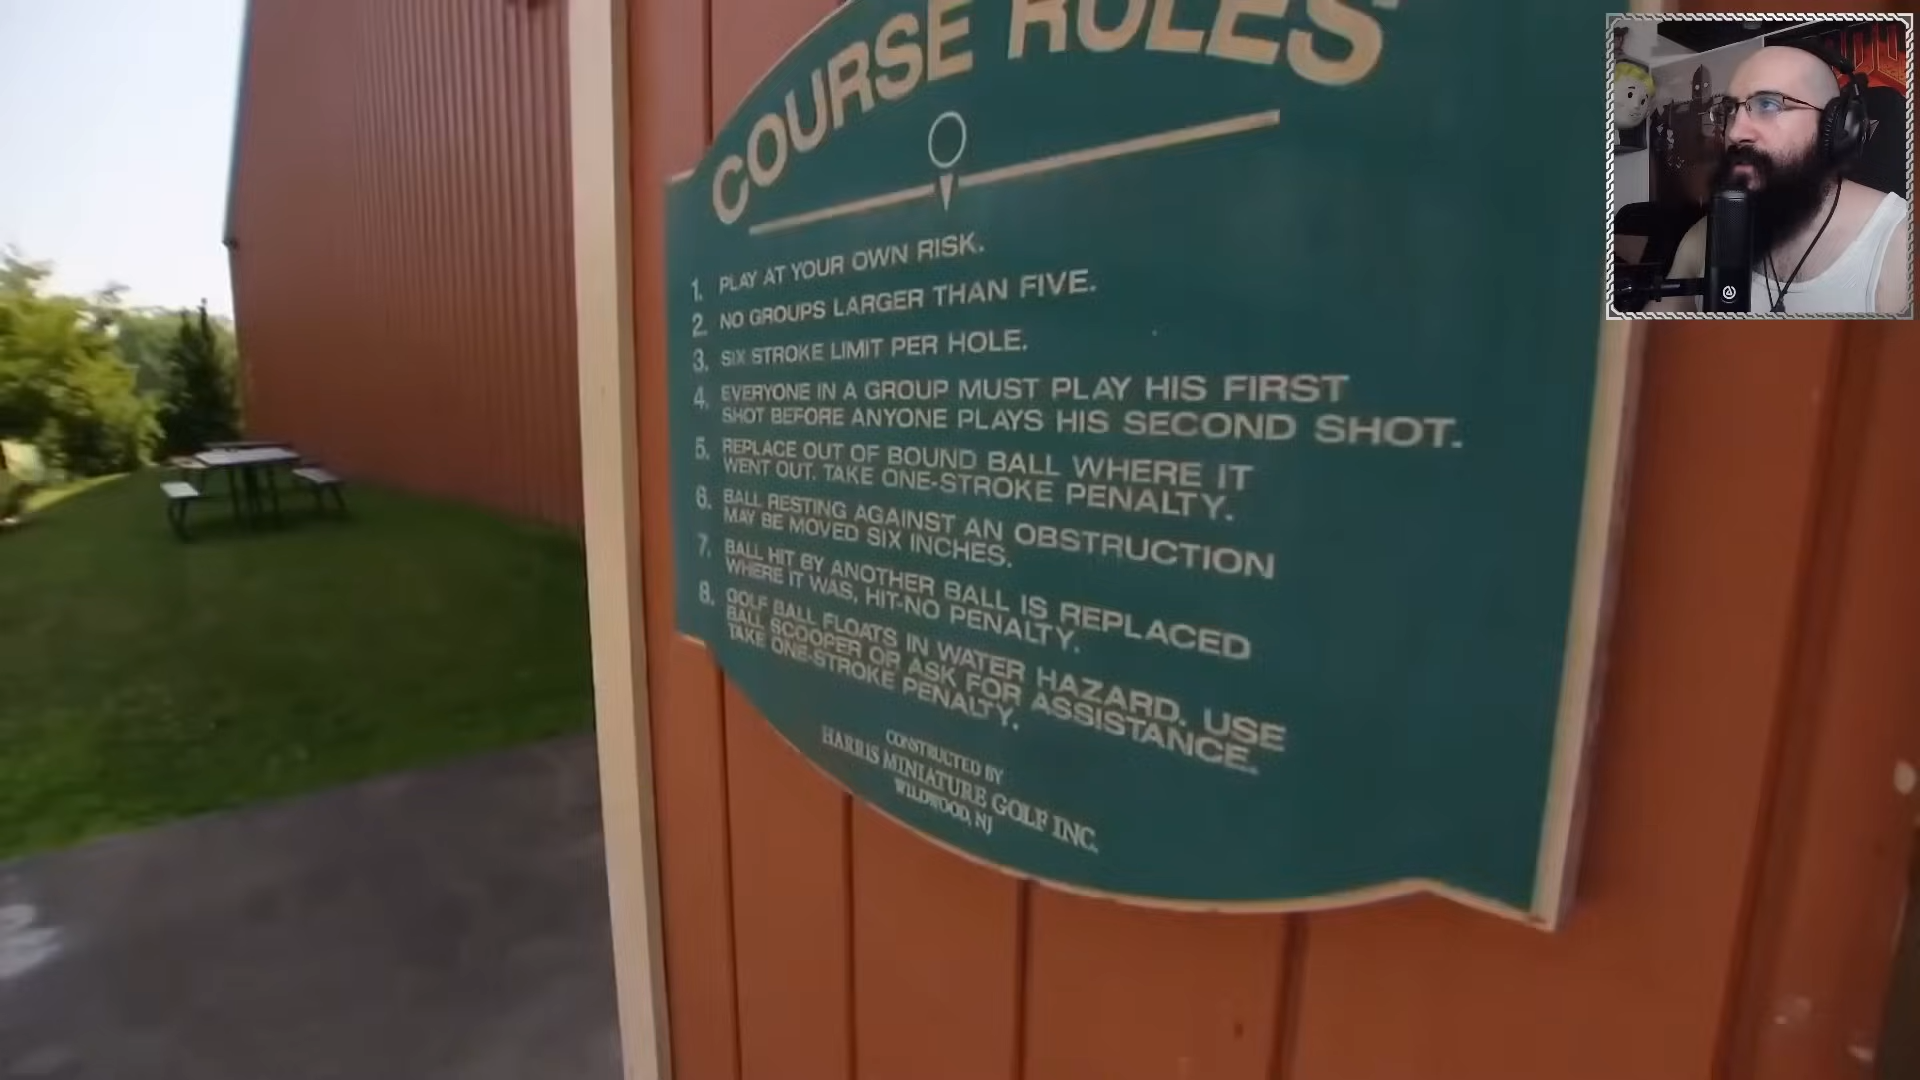 COURSE RULES
1. PLAY AT YOUR OWN RISK.
2. NO GROUPS LARGER THAN FIVE.
3. SIX STROKE LIMIT PER HOLE.
4. EVERYONE IN A GROUP MUST PLAY HIS FIRST
SHOT BEFORE ANYONE PLAYS HIS SECOND SHOT.
5. REPLACE OUT OF BOUND BALL WHERE IT
WENT OUT. TAKE ONE-STROKE PENALTY.
6. BALL RESTING AGAINST AN OBSTRUCTION
MAY BE MOVED SIX INCHES.
7. BALL HIT BY ANOTHER BALL IS REPLACED
WHERE IT WAS, HIT-NO PENALTY.
8. GOLF BALL FLOATS IN WATER HAZARD. USE
BALL SCOOPER OR ASK FOR ASSISTANCE.
TAKE ONE-STROKE PENALTY.
CONSTRUCTED BY
HARRIS MINIATURE GOLF INC.
WILDWOOD, NJ